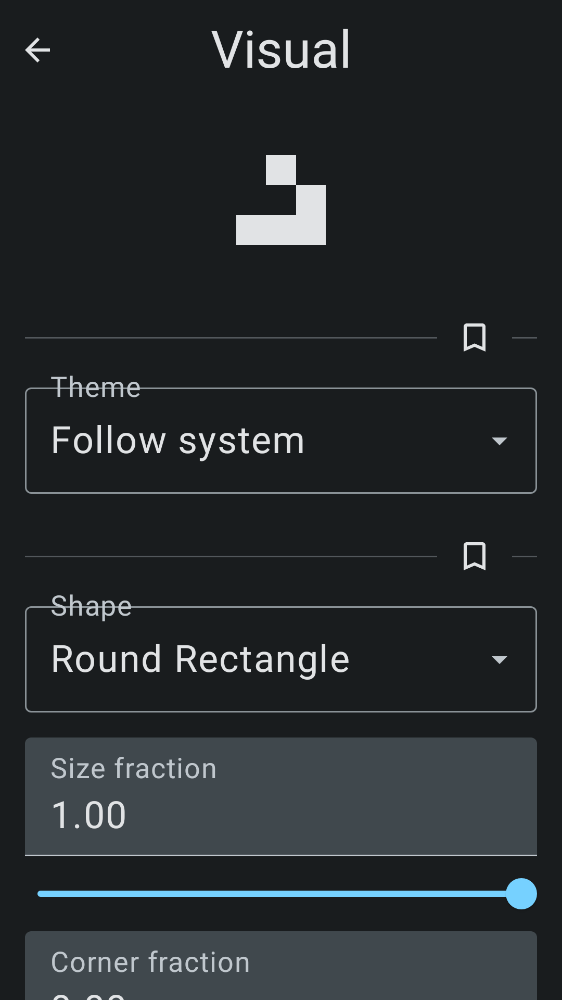 Visual
Theme
Follow system
Shape
Round Rectangle
Size fraction
1.00
Corner fraction